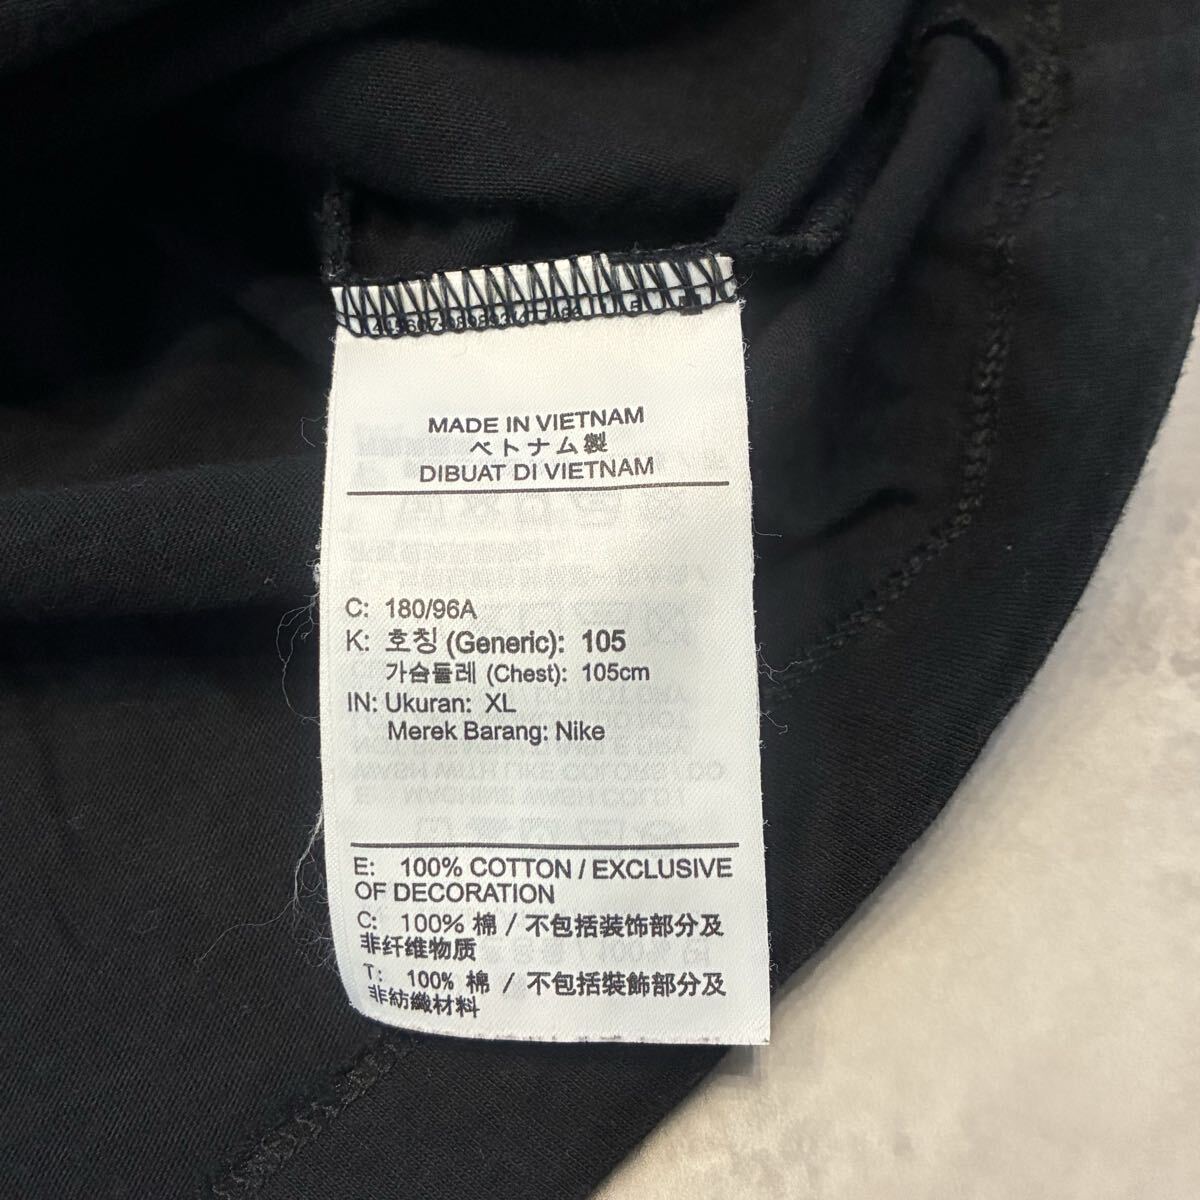 MADE IN VIETNAM
ベトナム製
DIBUAT DI VIETNAM
C: 180/96A
K: 호칭 (Generic): 105
가슴둘레 (Chest): 105cm
IN: Ukuran: XL
Merek Barang: Nike
E: 100% COTTON / EXCLUSIVE
OF DECORATION
C: 100% 棉 / 不包括装饰部分及
非纤维物质
T: 100% 棉 / 不包括裝飾部分及
非紡織材料